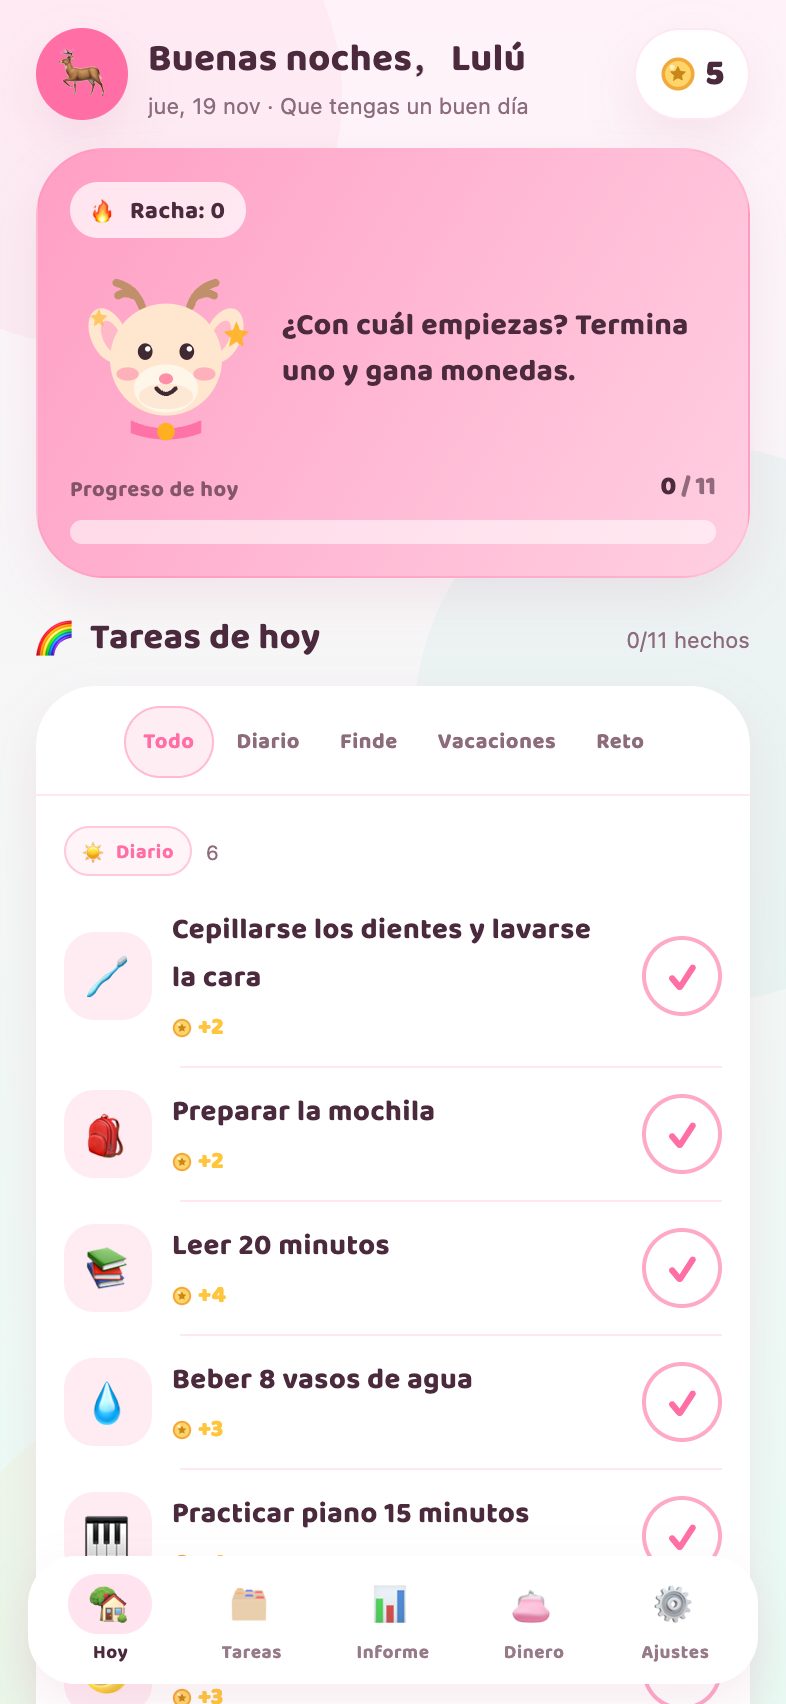 Buenas noches,   Lulú
5
jue, 19 nov · Que tengas un buen día
Racha: 0
¿Con cuál empiezas? Termina
uno y gana monedas.
Progreso de hoy
0 / 11
Tareas de hoy
0/11 hechos
Todo
Diario
Finde
Vacaciones
Reto
Diario
6
Cepillarse los dientes y lavarse
la cara
+2
Preparar la mochila
+2
Leer 20 minutos
+4
Beber 8 vasos de agua
+3
Practicar piano 15 minutos
Hoy
Tareas
Informe
Dinero
Ajustes
+3